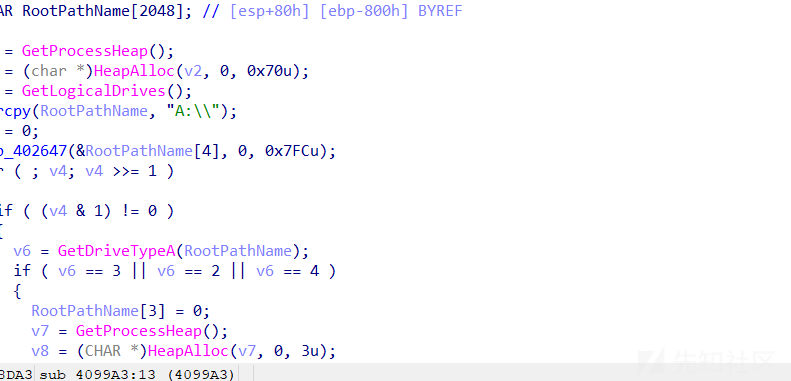 AR RootPathName[2048]; // [esp+80h] [ebp-800h] BYREF
= GetProcessHeap();
= (char *)HeapAlloc(v2, 0, 0x70u);
= GetLogicalDrives();
rcpy(RootPathName, "A:\\");
= 0;
b_402647(&RootPathName[4], 0, 0x7FCu);
r ( ; v4; v4 >>= 1 )
if ( (v4 & 1) != 0 )
{
v6 = GetDriveTypeA(RootPathName);
if ( v6 == 3 || v6 == 2 || v6 == 4 )
{
RootPathName[3] = 0;
v7 = GetProcessHeap();
v8 = (CHAR *)HeapAlloc(v7, 0, 3u);
8DA3 sub_4099A3:13 (4099A3)
先知社区